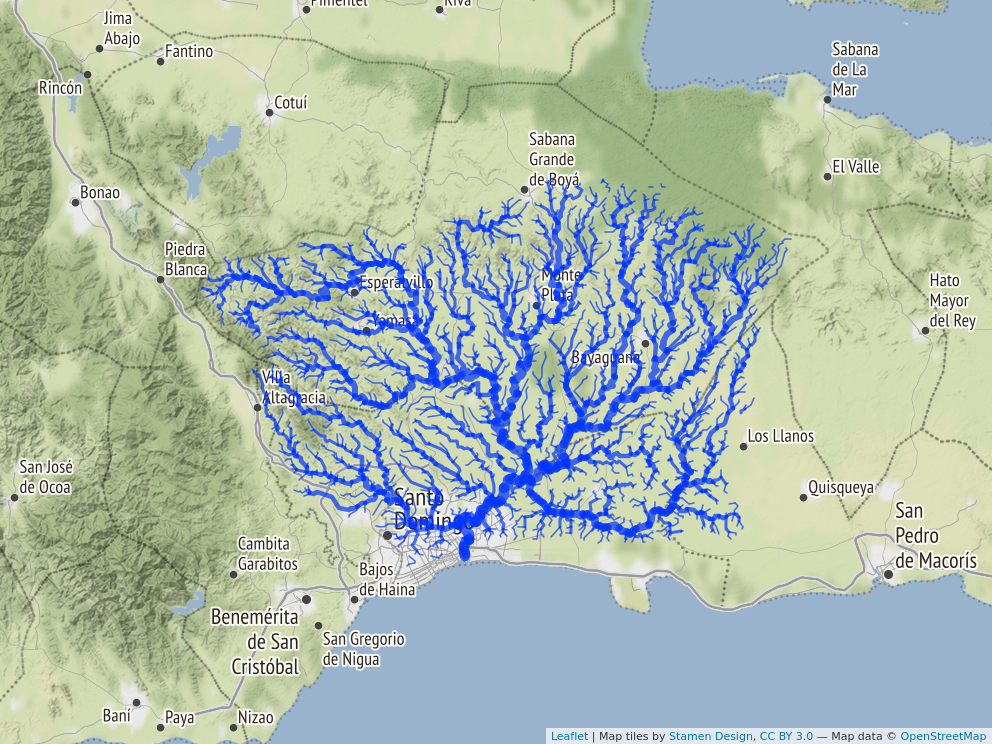 Pimentel
Riva
Jima
Abajo
Fantino
Rincón
Cotuí
Sabana
de La
Mar
Sabana
Grande
de Boyá
El Valle
Bonao
Piedra
Blanca
Esperalvillo
Monte
Plata
Hato
Mayor
del Rey
Yamasá
Bayaguana
Villa
Altagracia
Los Llanos
San José
de Ocoa
Quisqueya
Santo
Domingo
San
Pedro
de Macorís
Cambita
Garabitos
Bajos
de Haina
Benemérita
de San
Cristóbal
San Gregorio
de Nigua
Baní
Paya
Nizao
Leaflet | Map tiles by Stamen Design, CC BY 3.0 — Map data © OpenStreetMap